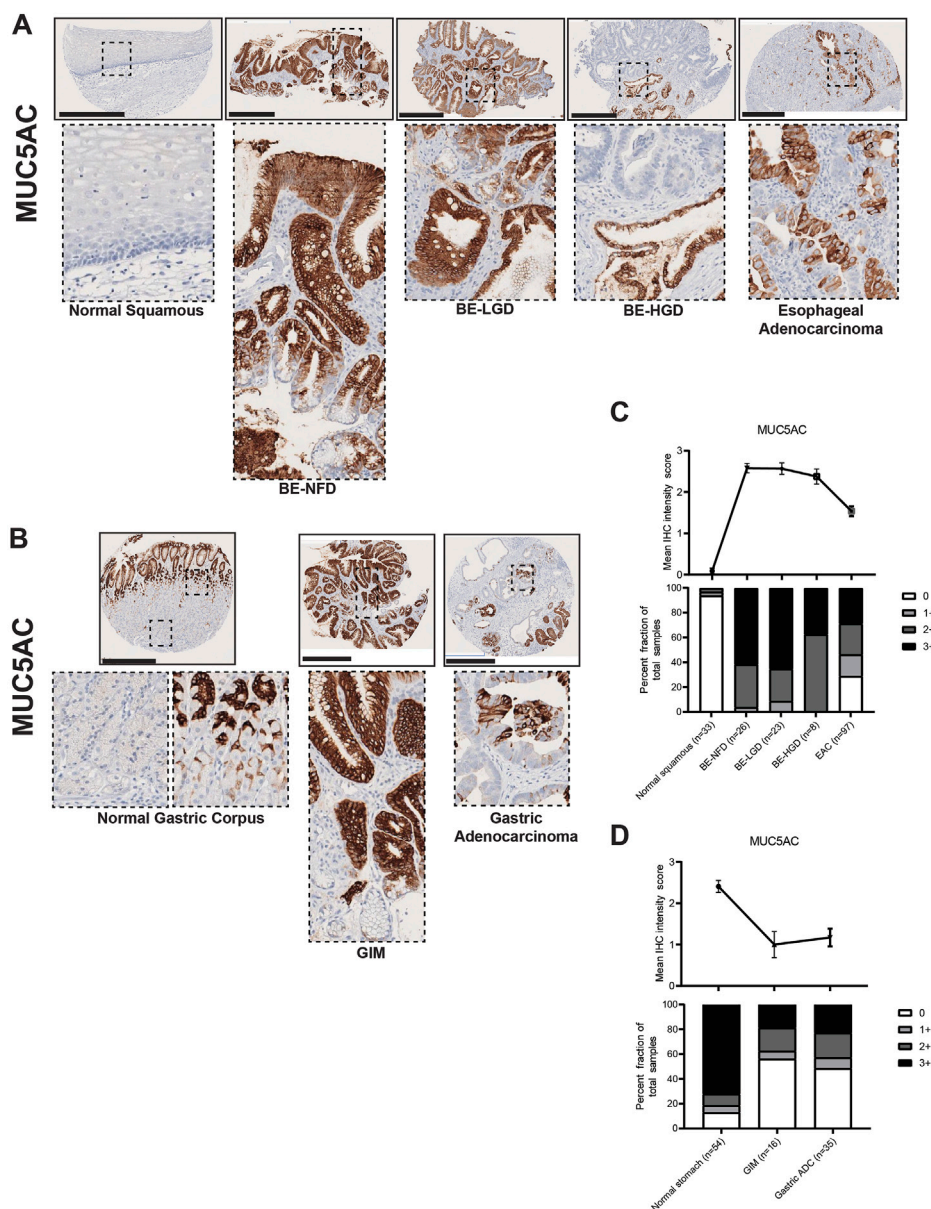 A
MUC5AC
Normal Squamous
BE-NFD
BE-LGD
BE-HGD
Esophageal
Adenocarcinoma
B
MUC5AC
Normal Gastric Corpus
GIM
Gastric
Adenocarcinoma
C
MUC5AC
Mean IHC intensity score
3
2
1
0
Percent fraction of
total samples
100
80
60
40
20
0
0
1-
2-
3-
Normal squamous (n=33)
BE-NFD (n=26)
BE-LGD (n=23)
BE-HGD (n=8)
EAC (n=97)
D
MUC5AC
Mean IHC intensity score
3
2
1
0
Percent fraction of
total samples
100
80
60
40
20
0
0
1+
2+
3+
Normal stomach (n=54)
GIM (n=16)
Gastric ADC (n=35)